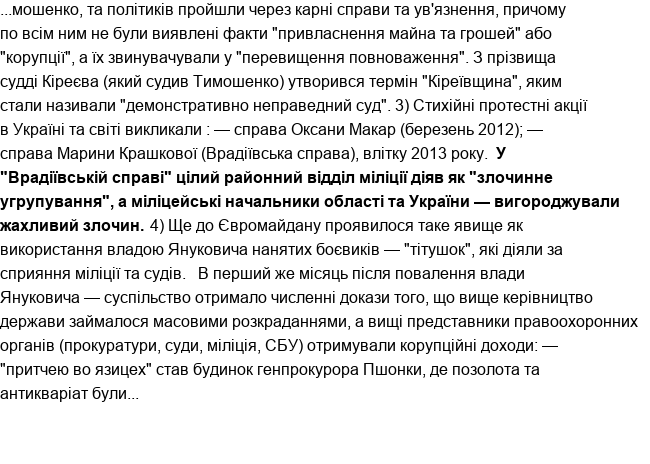 ...мошенко, та політиків пройшли через карні справи та ув'язнення, причому
по всім ним не були виявлені факти "привласнення майна та грошей" або
"корупції", а їх звинувачували у "перевищення повноваження". З прізвища
судді Кіреєва (який судив Тимошенко) утворився термін "Кіреївщина", яким
стали називали "демонстративно неправедний суд". 3) Стихійні протестні акції
в Україні та світі викликали : — справа Оксани Макар (березень 2012); —
справа Марини Крашкової (Врадіївська справа), влітку 2013 року. У
"Врадіївській справі" цілий районний відділ міліції діяв як "злочинне
угрупування", а міліцейські начальники області та України — вигороджували
жахливий злочин. 4) Ще до Євромайдану проявилося таке явище як
використання владою Януковича нанятих боєвиків — "тітушок", які діяли за
сприяння міліції та судів. В перший же місяць після повалення влади
Януковича — суспільство отримало численні докази того, що вище керівництво
держави займалося масовими розкраданнями, а вищі представники правоохоронних
органів (прокуратури, суди, міліція, СБУ) отримували корупційні доходи: —
"притчею во язицех" став будинок генпрокурора Пшонки, де позолота та
антикваріат були...